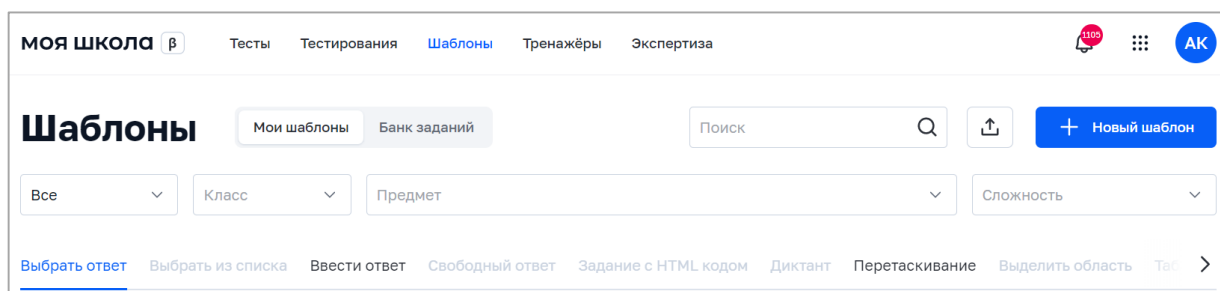 моя школа β Тесты Тестирования Шаблоны Тренажёры Экспертиза 1105 АК
Шаблоны Мои шаблоны Банк заданий Поиск Новый шаблон
Все Класс Предмет Сложность
Выбрать ответ Выбрать из списка Ввести ответ Свободный ответ Задание с HTML кодом Диктант Перетаскивание Выделить область Таб